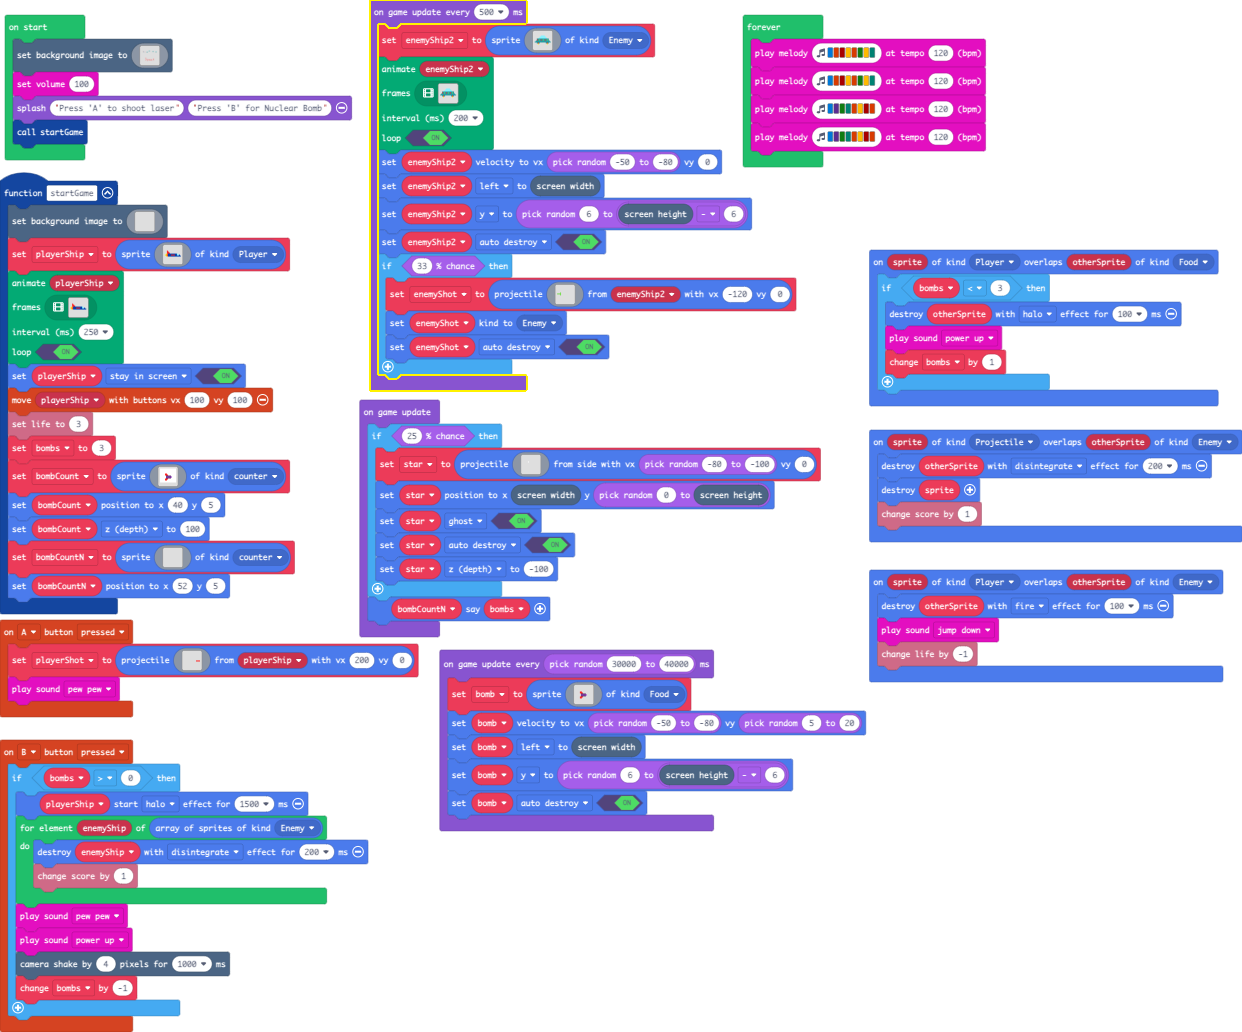 on start
set background image to
set volume 100
splash "Press 'A' to shoot laser" "Press 'B' for Nuclear Bomb"
call startGame
function startGame
set background image to
set playerShip to sprite of kind Player
animate playerShip
frames
interval (ms) 250
loop ON
set playerShip stay in screen ON
move playerShip with buttons vx 100 vy 100
set life to 3
set bombs to 3
set bombCount to sprite of kind counter
set bombCount position to x 40 y 5
set bombCount z (depth) to 100
set bombCountN to sprite of kind counter
set bombCountN position to x 52 y 5
on A button pressed
set playerShot to projectile from playerShip with vx 200 vy 0
play sound pew pew
on B button pressed
if bombs > 0 then
playerShip start halo effect for 1500 ms
for element enemyShip of array of sprites of kind Enemy
do destroy enemyShip with disintegrate effect for 200 ms
change score by 1
play sound pew pew
play sound power up
camera shake by 4 pixels for 1000 ms
change bombs by -1
on game update every 500 ms
set enemyShip2 to sprite of kind Enemy
animate enemyShip2
frames
interval (ms) 200
loop ON
set enemyShip2 velocity to vx pick random -50 to -80 vy 0
set enemyShip2 left to screen width
set enemyShip2 y to pick random 6 to screen height - 6
set enemyShip2 auto destroy ON
if 33 % chance then
set enemyShot to projectile from enemyShip2 with vx -120 vy 0
set enemyShot kind to Enemy
set enemyShot auto destroy ON
on game update
if 25 % chance then
set star to projectile from side with vx pick random -80 to -100 vy 0
set star position to x screen width y pick random 0 to screen height
set star ghost ON
set star auto destroy ON
set star z (depth) to -100
bombCountN say bombs
on game update every pick random 30000 to 40000 ms
set bomb to sprite of kind Food
set bomb velocity to vx pick random -50 to -80 vy pick random 5 to 20
set bomb left to screen width
set bomb y to pick random 6 to screen height - 6
set bomb auto destroy ON
forever
play melody at tempo 120 (bpm)
play melody at tempo 120 (bpm)
play melody at tempo 120 (bpm)
play melody at tempo 120 (bpm)
on sprite of kind Player overlaps otherSprite of kind Food
if bombs < 3 then
destroy otherSprite with halo effect for 100 ms
play sound power up
change bombs by 1
on sprite of kind Projectile overlaps otherSprite of kind Enemy
destroy otherSprite with disintegrate effect for 200 ms
destroy sprite
change score by 1
on sprite of kind Player overlaps otherSprite of kind Enemy
destroy otherSprite with fire effect for 100 ms
play sound jump down
change life by -1